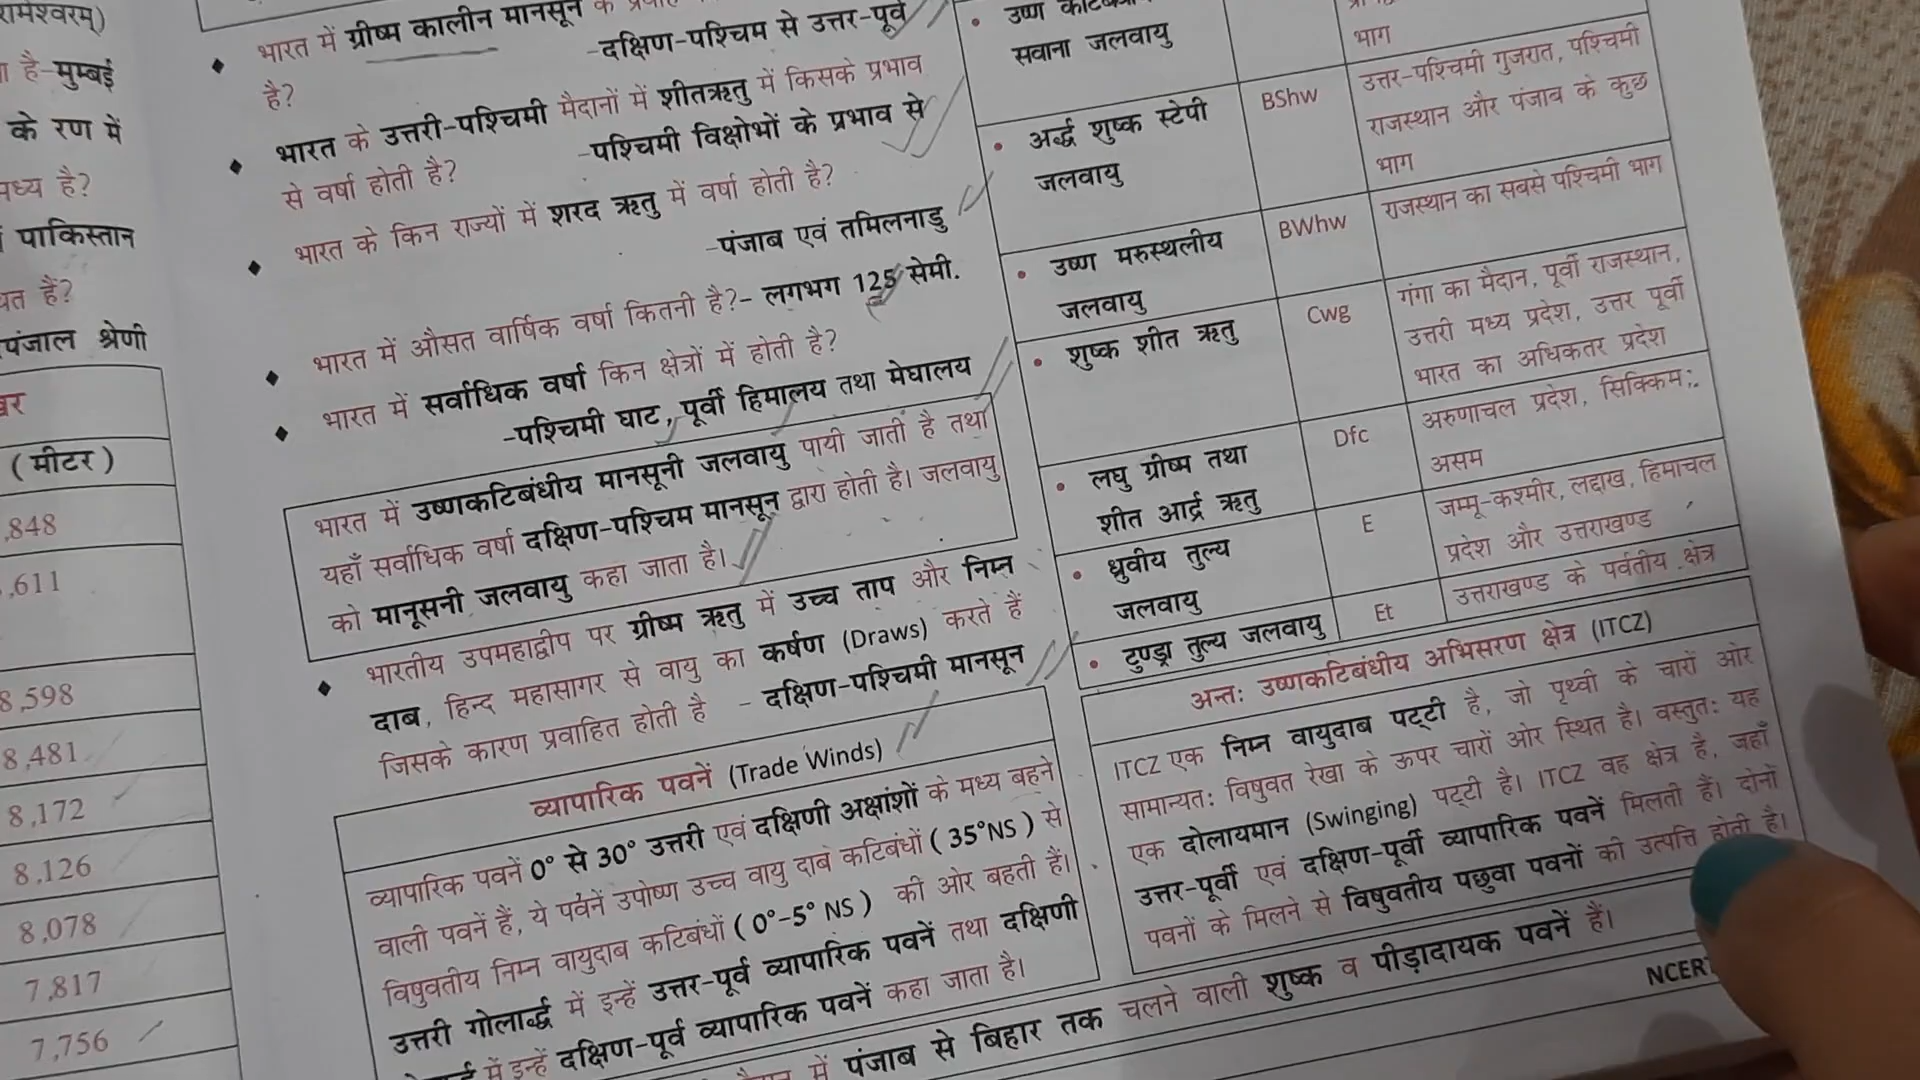 रामेश्वरम्)
है-मुम्बई
के रण में
मध्य है?
पाकिस्तान
है?
पंजाल श्रेणी
(मीटर)
,848
,611
8,598
8,481
8,172
8,126
8,078
7,817
7,756
भारत में ग्रीष्म कालीन मानसून के
-दक्षिण-पश्चिम से उत्तर-पूर्व
है?
भारत के उत्तरी-पश्चिमी मैदानों में शीतऋतु में किसके प्रभाव
से वर्षा होती है? -पश्चिमी विक्षोभों के प्रभाव से
भारत के किन राज्यों में शरद ऋतु में वर्षा होती है?
-पंजाब एवं तमिलनाडु
भारत में औसत वार्षिक वर्षा कितनी है?- लगभग 125 सेमी.
भारत में सर्वाधिक वर्षा किन क्षेत्रों में होती है?
-पश्चिमी घाट, पूर्वी हिमालय तथा मेघालय
भारत में उष्णकटिबंधीय मानसूनी जलवायु पायी जाती है तथा
यहाँ सर्वाधिक वर्षा दक्षिण-पश्चिम मानसून द्वारा होती है। जलवायु
को मानूसनी जलवायु कहा जाता है।
भारतीय उपमहाद्वीप पर ग्रीष्म ऋतु में उच्च ताप और निम्न
दाब, हिन्द महासागर से वायु का कर्षण (Draws) करते हैं
जिसके कारण प्रवाहित होती है - दक्षिण-पश्चिमी मानसून
व्यापारिक पवनें (Trade Winds)
व्यापारिक पवनें 0° से 30° उत्तरी एवं दक्षिणी अक्षांशों के मध्य बहने
वाली पवनें हैं, ये पवनें उपोष्ण उच्च वायु दाब कटिबंधों (35°NS) से
विषुवतीय निम्न वायुदाब कटिबंधों (0°-5° NS) की ओर बहती हैं।
उत्तरी गोलार्द्ध में इन्हें उत्तर-पूर्व व्यापारिक पवनें तथा दक्षिणी
में इन्हें दक्षिण-पूर्व व्यापारिक पवनें कहा जाता है।
में पंजाब से बिहार तक चलने वाली शुष्क व पीड़ादायक पवनें हैं।
उष्ण
सवाना जलवायु
भाग
अर्द्ध शुष्क स्टेपी
जलवायु
BShw
उत्तर-पश्चिमी गुजरात, पश्चिमी
राजस्थान और पंजाब के कुछ
भाग
उष्ण मरुस्थलीय
जलवायु
BWhw
राजस्थान का सबसे पश्चिमी भाग
शुष्क शीत ऋतु
Cwg
गंगा का मैदान, पूर्वी राजस्थान,
उत्तरी मध्य प्रदेश, उत्तर पूर्वी
भारत का अधिकतर प्रदेश
लघु ग्रीष्म तथा
शीत आर्द्र ऋतु
Dfc
अरुणाचल प्रदेश, सिक्किम,
असम
ध्रुवीय तुल्य
जलवायु
E
जम्मू-कश्मीर, लद्दाख, हिमाचल
प्रदेश और उत्तराखण्ड
टुण्ड्रा तुल्य जलवायु
Et
उत्तराखण्ड के पर्वतीय क्षेत्र
अन्तः उष्णकटिबंधीय अभिसरण क्षेत्र (ITCZ)
ITCZ एक निम्न वायुदाब पट्टी है, जो पृथ्वी के चारों ओर
सामान्यतः विषुवत रेखा के ऊपर चारों ओर स्थित है। वस्तुतः यह
एक दोलायमान (Swinging) पट्टी है। ITCZ वह क्षेत्र है, जहाँ
उत्तर-पूर्वी एवं दक्षिण-पूर्वी व्यापारिक पवनें मिलती हैं। दोनों
पवनों के मिलने से विषुवतीय पछुवा पवनों की उत्पत्ति होती है।
NCERT